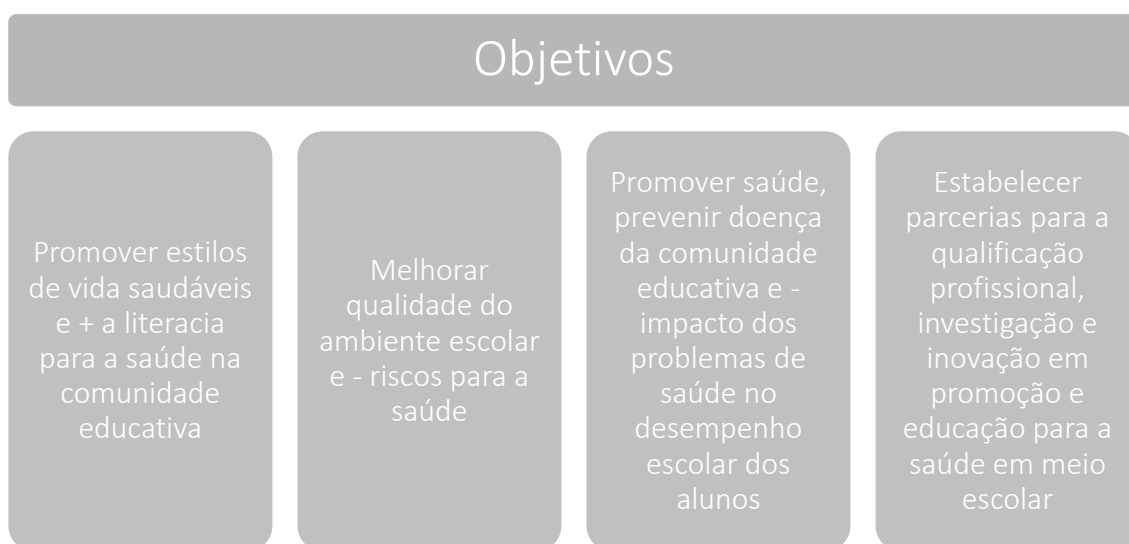 Objetivos
Promover estilos
de vida saudáveis
e + a literacia
para a saúde na
comunidade
educativa
Melhorar
qualidade do
ambiente escolar
e - riscos para a
saúde
Promover saúde,
prevenir doença
da comunidade
educativa e -
impacto dos
problemas de
saúde no
desempenho
escolar dos
alunos
Estabelecer
parcerias para a
qualificação
profissional,
investigação e
inovação em
promoção e
educação para a
saúde em meio
escolar